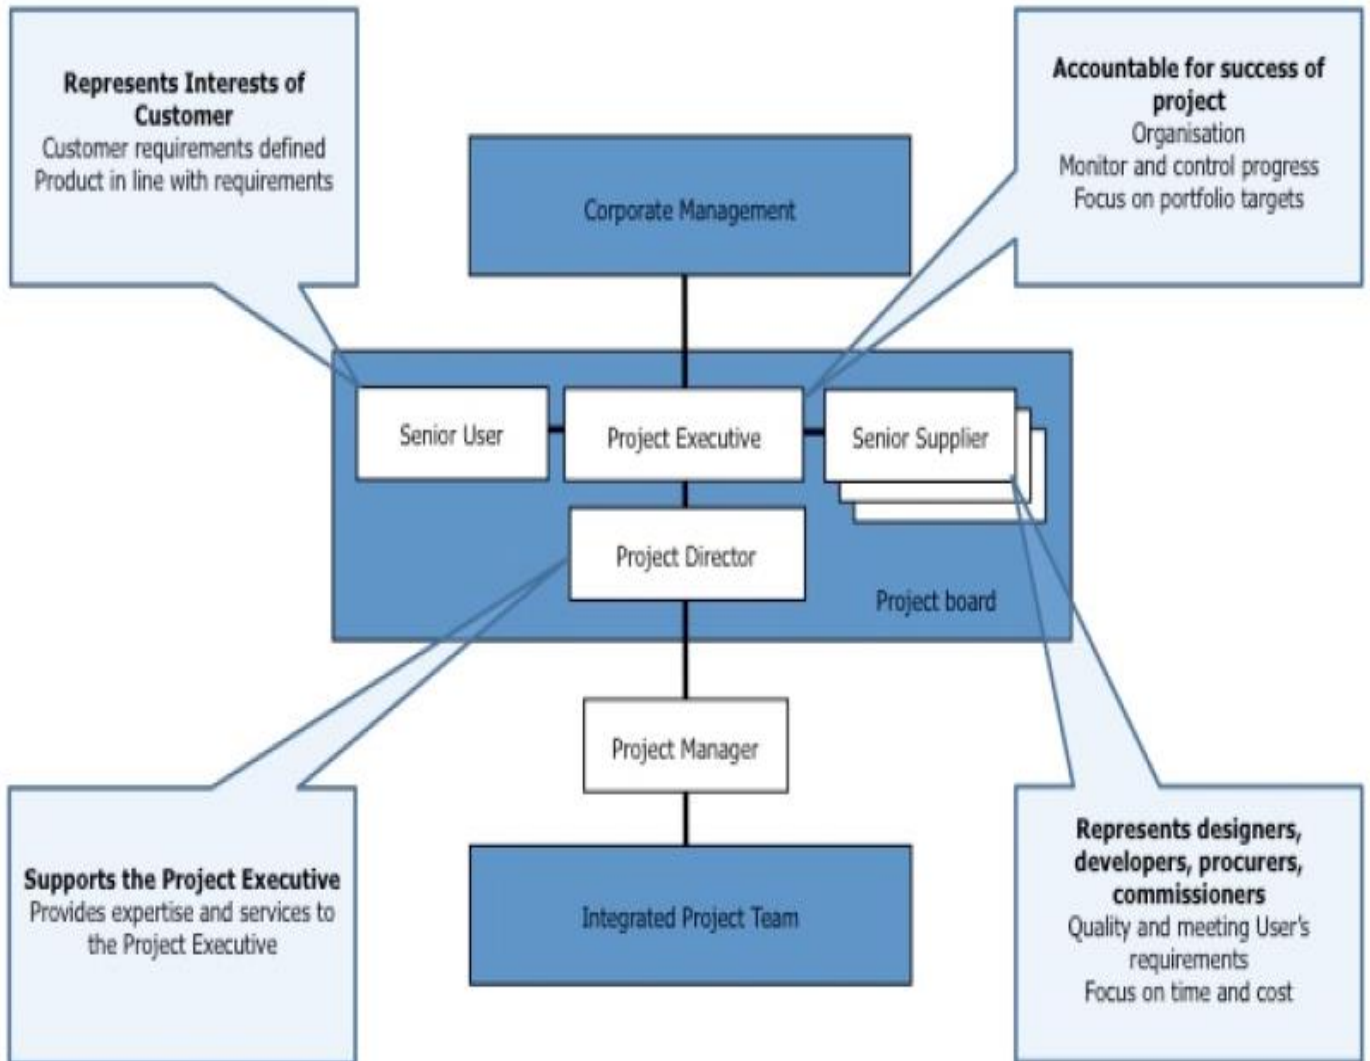 Represents Interests of
Customer
Customer requirements defined
Product in line with requirements
Accountable for success of
project
Organisation
Monitor and control progress
Focus on portfolio targets
Corporate Management
Senior User
Project Executive
Senior Supplier
Project Director
Project board
Project Manager
Supports the Project Executive
Provides expertise and services to
the Project Executive
Integrated Project Team
Represents designers,
developers, procurers,
commissioners
Quality and meeting User's
requirements
Focus on time and cost